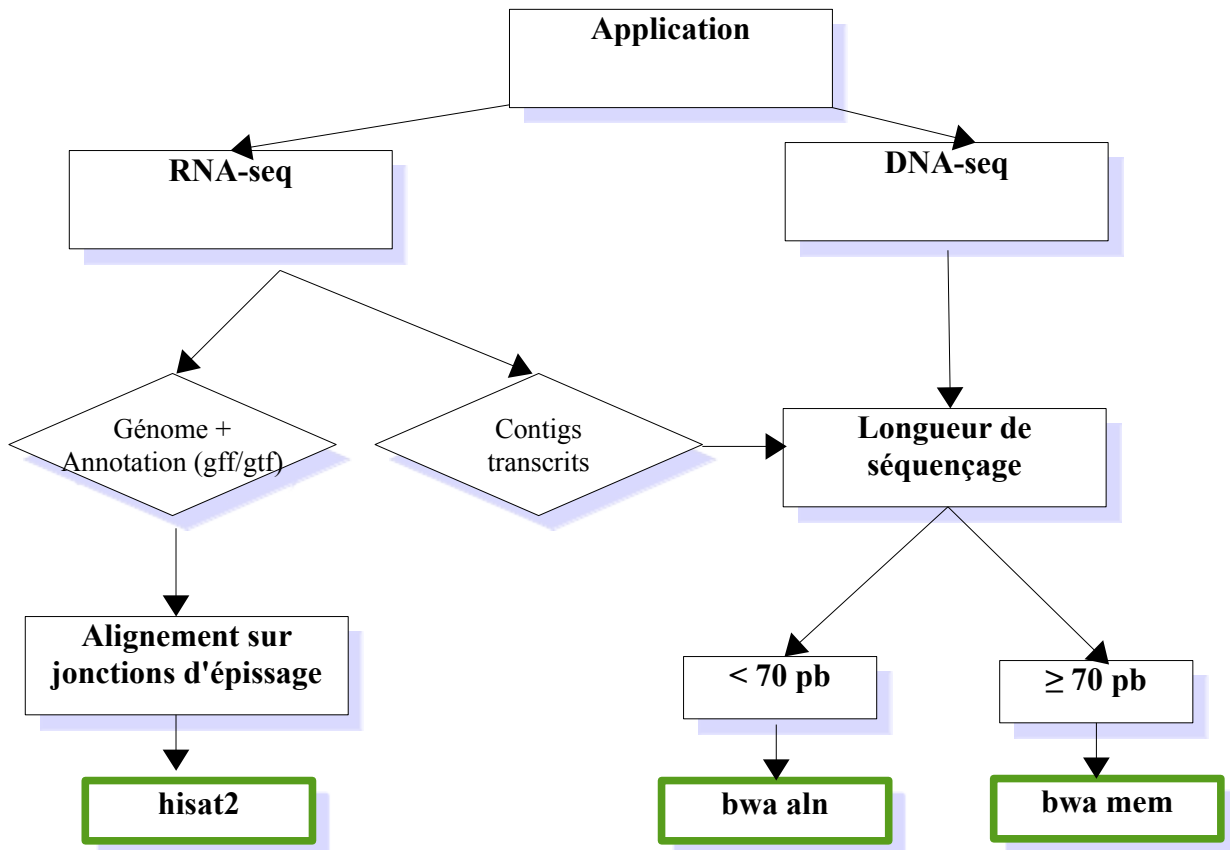 Application
RNA-seq
DNA-seq
Génome +
Annotation (gff/gtf)
Contigs
transcrits
Longueur de
séquençage
Alignement sur
jonctions d'épissage
< 70 pb
≥ 70 pb
hisat2
bwa aln
bwa mem